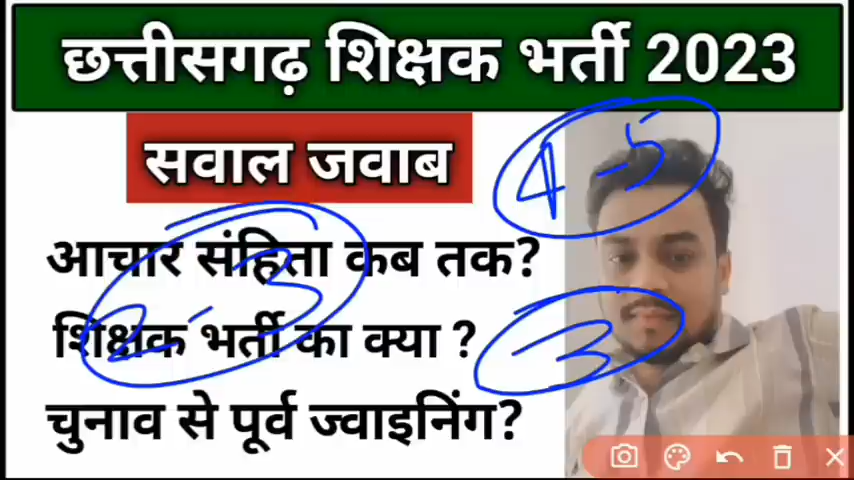 छत्तीसगढ़ शिक्षक भर्ती 2023
सवाल जवाब
4-5
आचार संहिता कब तक?
2-3
शिक्षक भर्ती का क्या ?
3
चुनाव से पूर्व ज्वाइनिंग?